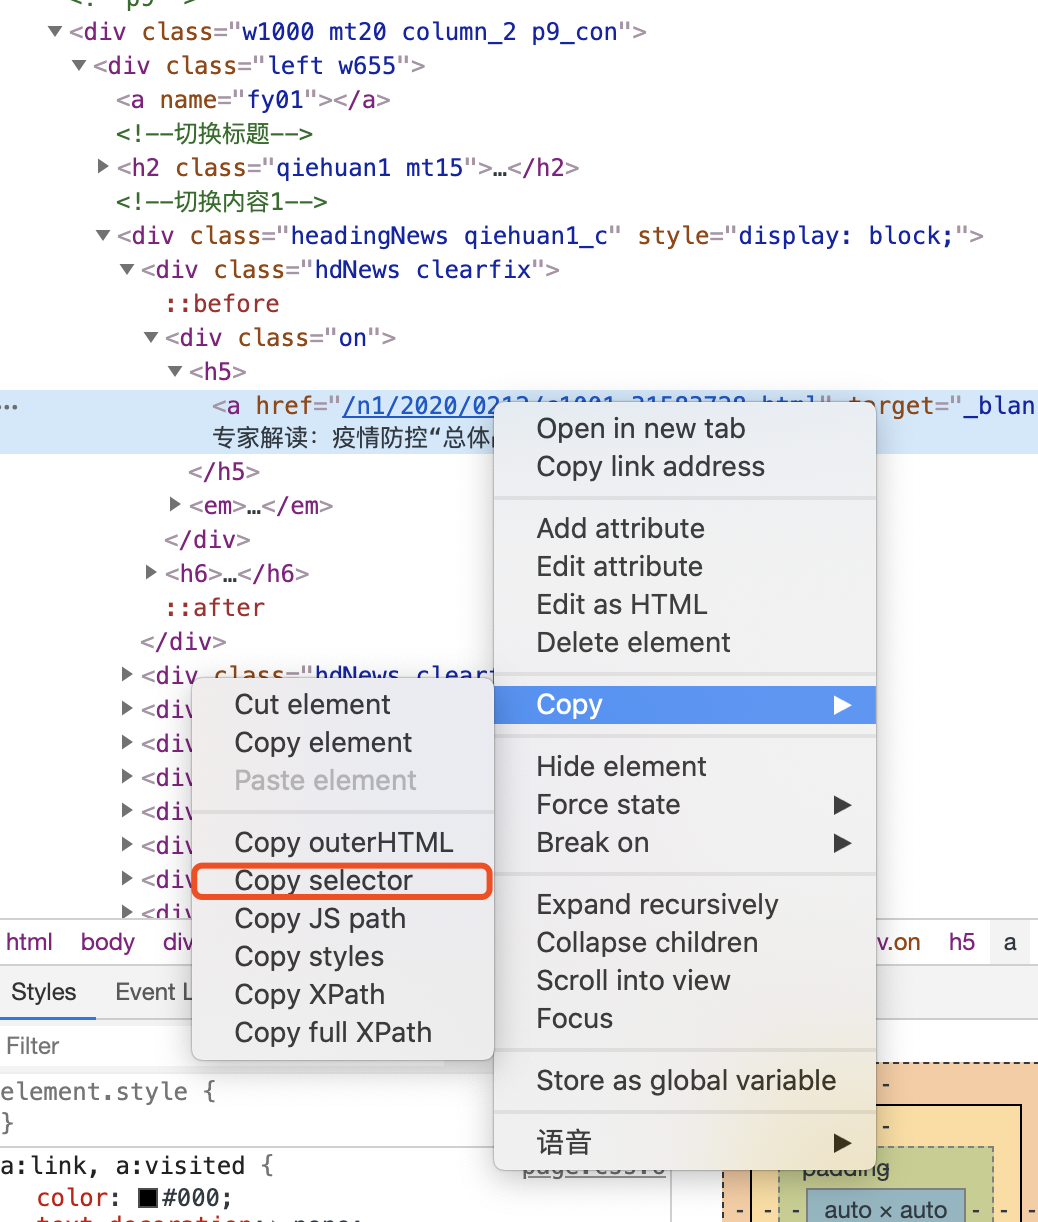 <div class="w1000 mt20 column_2 p9_con">
<div class="left w655">
<a name="fy01"></a>
<!--切换标题-->
<h2 class="qiehuan1 mt15">…</h2>
<!--切换内容1-->
<div class="headingNews qiehuan1_c" style="display: block;">
<div class="hdNews clearfix">
::before
<div class="on">
<h5>
<a href="/n1/2020/0213/ target="_blan
专家解读：疫情防控“总体
</h5>
<em>…</em>
</div>
<h6>…</h6>
::after
</div>
<div class="hdNews clearf
<div
<div
<div
<div
<div
<div
<div
Open in new tab
Copy link address
Add attribute
Edit attribute
Edit as HTML
Delete element
Copy
Hide element
Force state
Break on
Expand recursively
Collapse children
Scroll into view
Focus
Store as global variable
语音
Cut element
Copy element
Paste element
Copy outerHTML
Copy selector
Copy JS path
Copy styles
Copy XPath
Copy full XPath
html body div v.on h5 a
Styles Event L
Filter
element.style {
}
a:link, a:visited {
color: #000;
padding
auto × auto